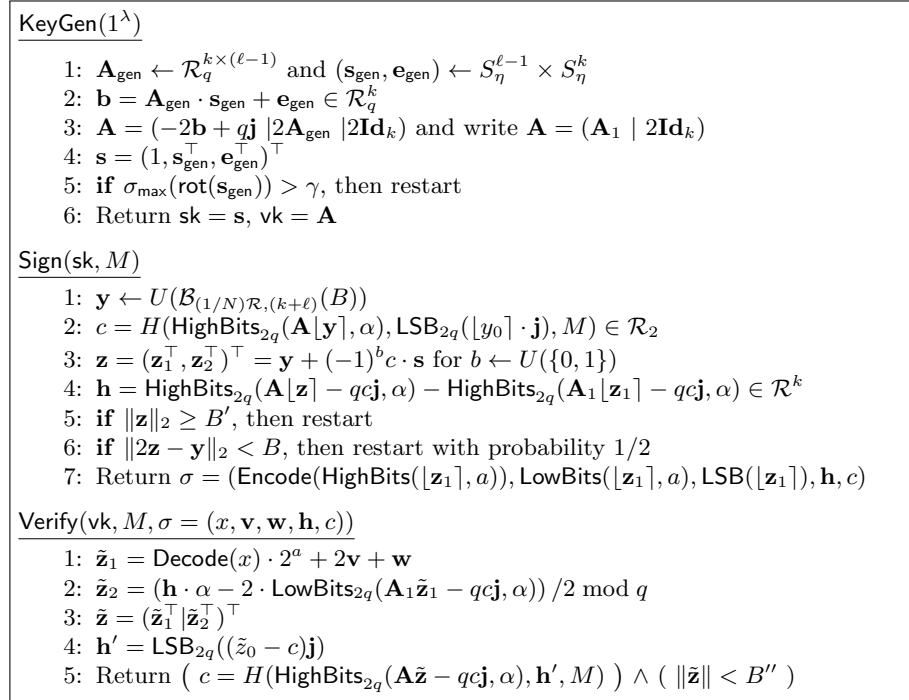 KeyGen(1^λ)
1: A_gen ← R_q^{k×(ℓ−1)} and (s_gen, e_gen) ← S_η^{ℓ−1} × S_η^k
2: b = A_gen · s_gen + e_gen ∈ R_q^k
3: A = (−2b + qj |2A_gen |2Id_k) and write A = (A_1 | 2Id_k)
4: s = (1, s_gen^⊤, e_gen^⊤)^⊤
5: if σ_max(rot(s_gen)) > γ, then restart
6: Return sk = s, vk = A
Sign(sk, M)
1: y ← U(B_{(1/N)R,(k+ℓ)}(B))
2: c = H(HighBits_{2q}(A⌊y⌉, α), LSB_{2q}(⌊y_0⌉ · j), M) ∈ R_2
3: z = (z_1^⊤, z_2^⊤)^⊤ = y + (−1)^b c · s for b ← U({0, 1})
4: h = HighBits_{2q}(A⌊z⌉ − qcj, α) − HighBits_{2q}(A_1⌊z_1⌉ − qcj, α) ∈ R^k
5: if ‖z‖_2 ≥ B′, then restart
6: if ‖2z − y‖_2 < B, then restart with probability 1/2
7: Return σ = (Encode(HighBits(⌊z_1⌉, a)), LowBits(⌊z_1⌉, a), LSB(⌊z_1⌉), h, c)
Verify(vk, M, σ = (x, v, w, h, c))
1: z̃_1 = Decode(x) · 2^a + 2v + w
2: z̃_2 = (h · α − 2 · LowBits_{2q}(A_1z̃_1 − qcj, α)) /2 mod q
3: z̃ = (z̃_1^⊤|z̃_2^⊤)^⊤
4: h′ = LSB_{2q}((z̃_0 − c)j)
5: Return ( c = H(HighBits_{2q}(Az̃ − qcj, α), h′, M) ) ∧ ( ‖z̃‖ < B″ )